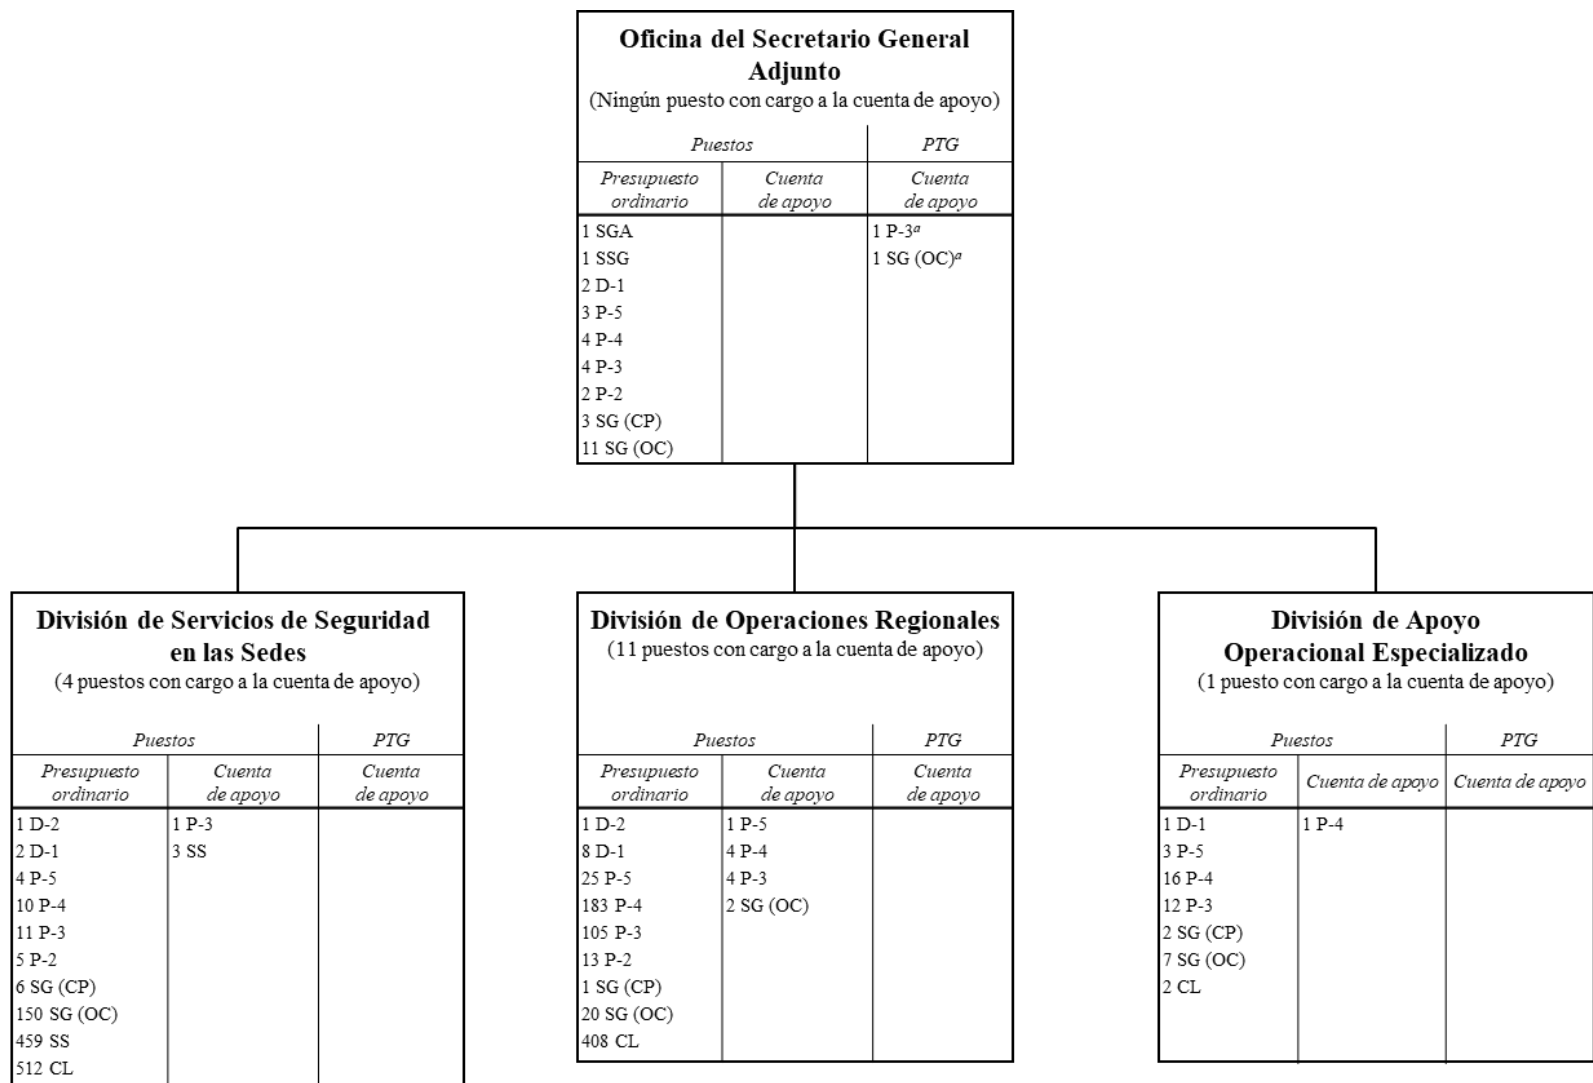 Oficina del Secretario General
Adjunto
(Ningún puesto con cargo a la cuenta de apoyo)
Puestos PTG
Presupuesto ordinario Cuenta de apoyo Cuenta de apoyo
1 SGA 1 P-3a
1 SSG 1 SG (OC)a
2 D-1
3 P-5
4 P-4
4 P-3
2 P-2
3 SG (CP)
11 SG (OC)
División de Servicios de Seguridad
en las Sedes
(4 puestos con cargo a la cuenta de apoyo)
Puestos PTG
Presupuesto ordinario Cuenta de apoyo Cuenta de apoyo
1 D-2 1 P-3
2 D-1 3 SS
4 P-5
10 P-4
11 P-3
5 P-2
6 SG (CP)
150 SG (OC)
459 SS
512 CL
División de Operaciones Regionales
(11 puestos con cargo a la cuenta de apoyo)
Puestos PTG
Presupuesto ordinario Cuenta de apoyo Cuenta de apoyo
1 D-2 1 P-5
8 D-1 4 P-4
25 P-5 4 P-3
183 P-4 2 SG (OC)
105 P-3
13 P-2
1 SG (CP)
20 SG (OC)
408 CL
División de Apoyo
Operacional Especializado
(1 puesto con cargo a la cuenta de apoyo)
Puestos PTG
Presupuesto ordinario Cuenta de apoyo Cuenta de apoyo
1 D-1 1 P-4
3 P-5
16 P-4
12 P-3
2 SG (CP)
7 SG (OC)
2 CL